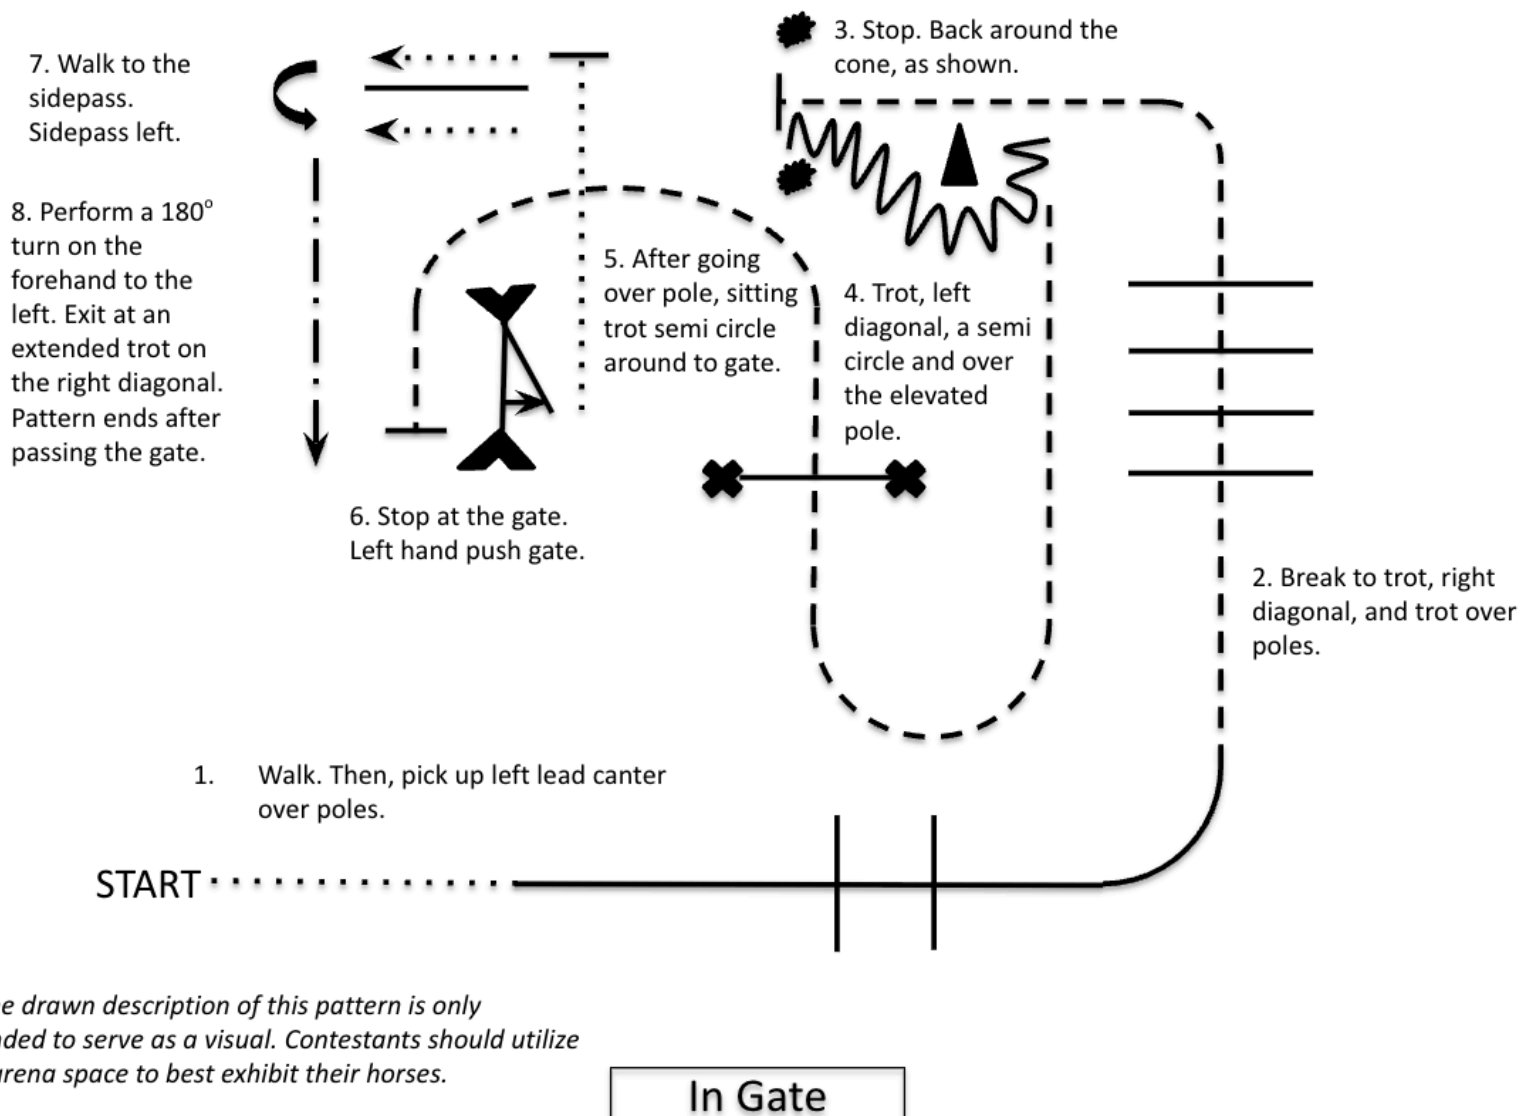 7. Walk to the
sidepass.
Sidepass left.
8. Perform a 180°
turn on the
forehand to the
left. Exit at an
extended trot on
the right diagonal.
Pattern ends after
passing the gate.
3. Stop. Back around the
cone, as shown.
5. After going
over pole, sitting
trot semi circle
around to gate.
4. Trot, left
diagonal, a semi
circle and over
the elevated
pole.
6. Stop at the gate.
Left hand push gate.
2. Break to trot, right
diagonal, and trot over
poles.
1. Walk. Then, pick up left lead canter
over poles.
START
drawn description of this pattern is only
to serve as a visual. Contestants should utilize
space to best exhibit their horses.
In Gate